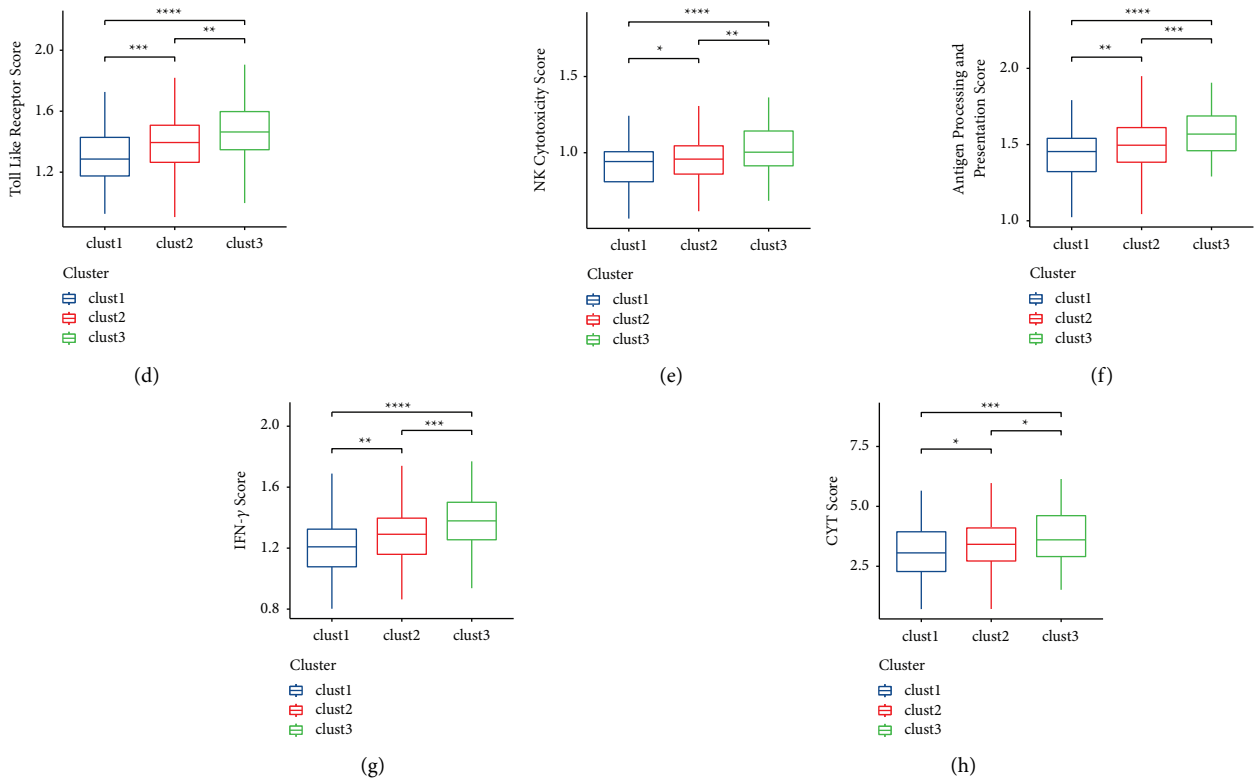 Toll Like Receptor Score
2.0
1.6
1.2
****
***
**
clust1 clust2 clust3
Cluster
clust1
clust2
clust3
(d)
NK Cytotoxicity Score
1.5
1.0
****
*
**
clust1 clust2 clust3
Cluster
clust1
clust2
clust3
(e)
Antigen Processing and
Presentation Score
2.0
1.5
1.0
****
**
***
clust1 clust2 clust3
Cluster
clust1
clust2
clust3
(f)
IFN-γ Score
2.0
1.6
1.2
0.8
****
**
***
clust1 clust2 clust3
Cluster
clust1
clust2
clust3
(g)
CYT Score
7.5
5.0
2.5
***
*
*
clust1 clust2 clust3
Cluster
clust1
clust2
clust3
(h)